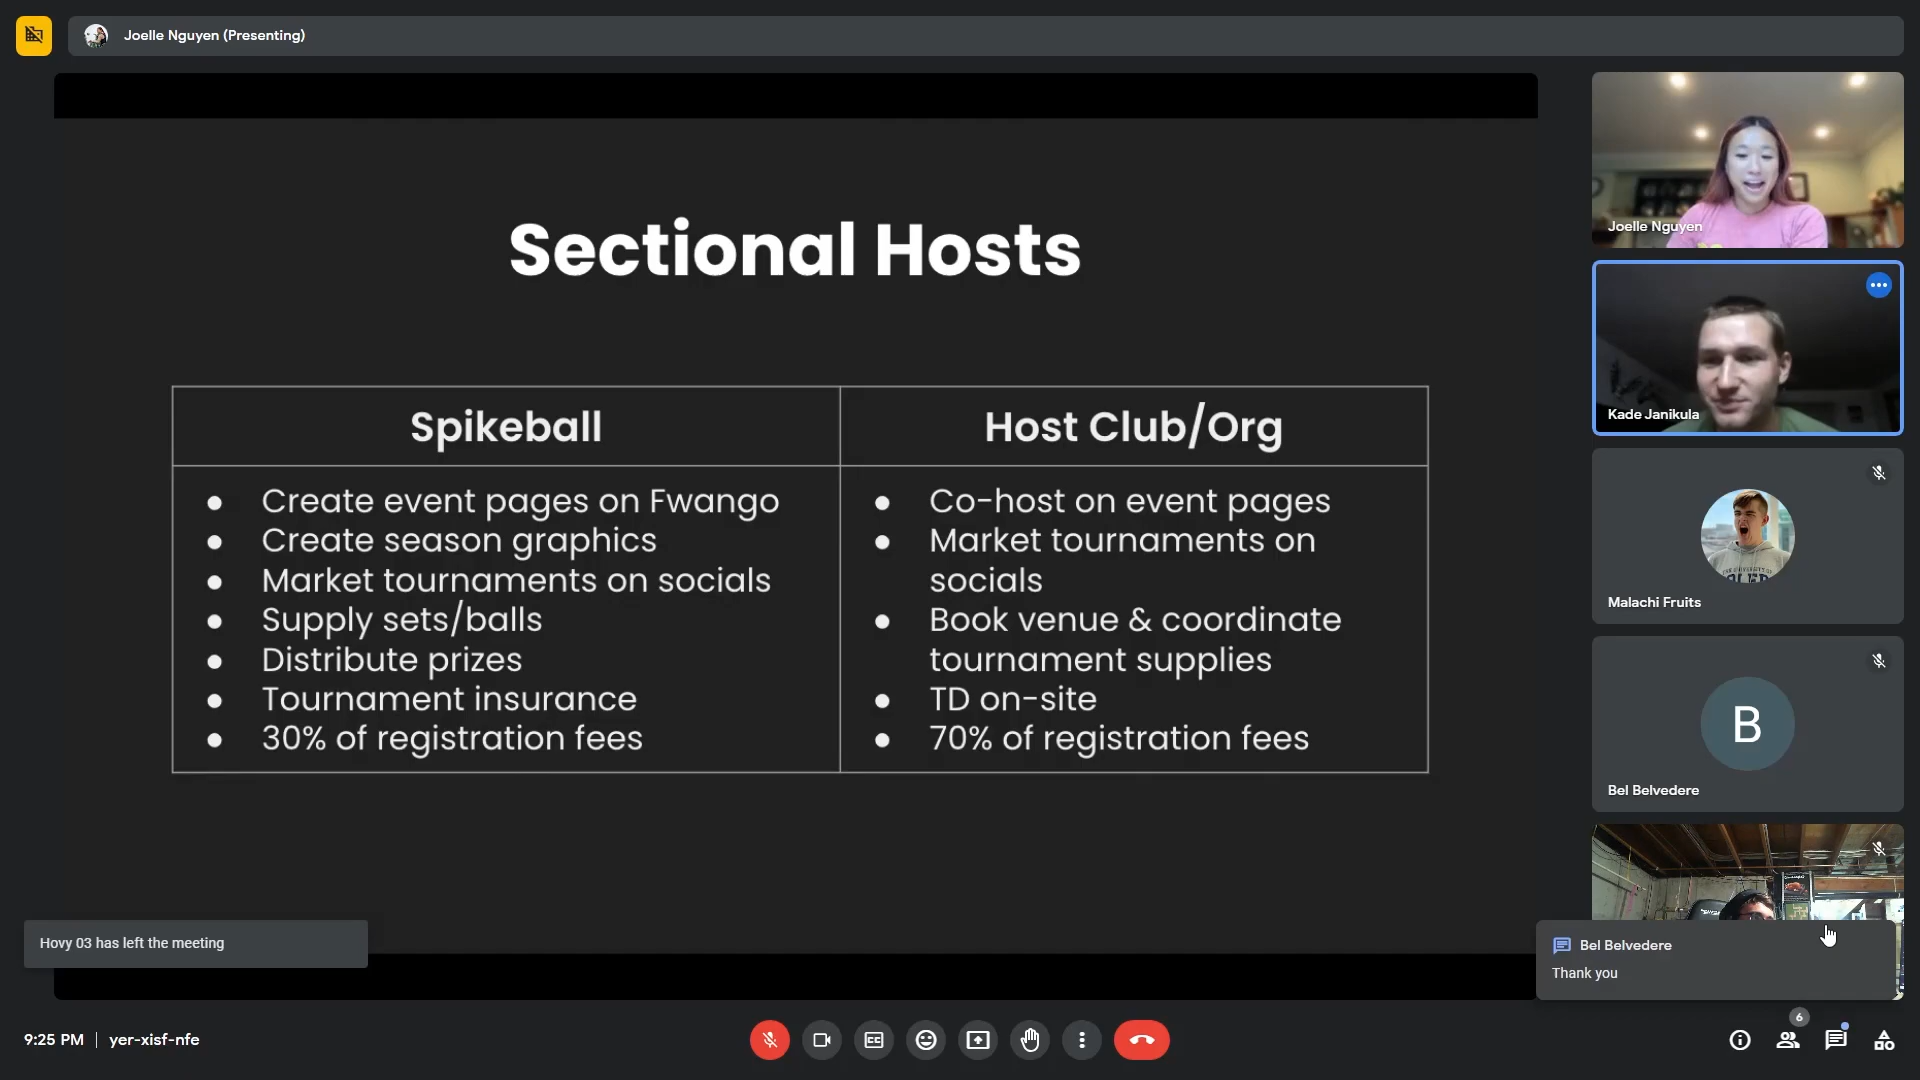 Joelle Nguyen (Presenting)
Sectional Hosts
Spikeball
Create event pages on Fwango
Create season graphics
Market tournaments on socials
Supply sets/balls
Distribute prizes
Tournament insurance
30% of registration fees
Host Club/Org
Co-host on event pages
Market tournaments on
socials
Book venue & coordinate
tournament supplies
TD on-site
70% of registration fees
Joelle Nguyen
Kade Janikula
Malachi Fruits
B
Bel Belvedere
Bel Belvedere
Thank you
Hovy 03 has left the meeting
9:25 PM | yer-xisf-nfe
CC
6